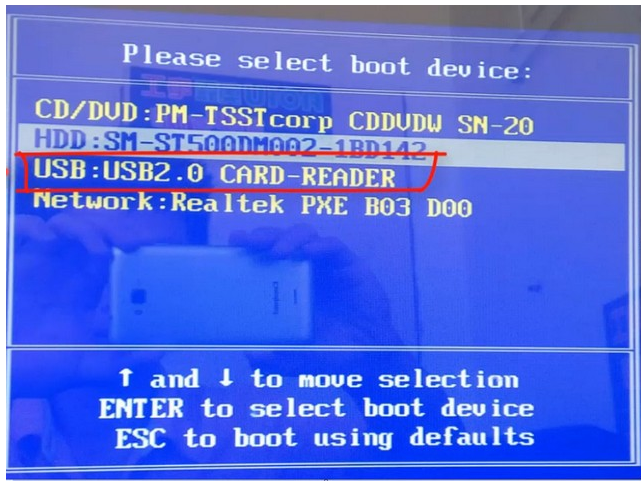 Please select boot device:
CD/DVD:PM-TSSTcorp CDDVDW SN-20
HDD:SM-ST500DM002-1BD142
USB:USB2.0 CARD-READER
Network:Realtek PXE B03 D00
↑ and ↓ to move selection
ENTER to select boot device
ESC to boot using defaults